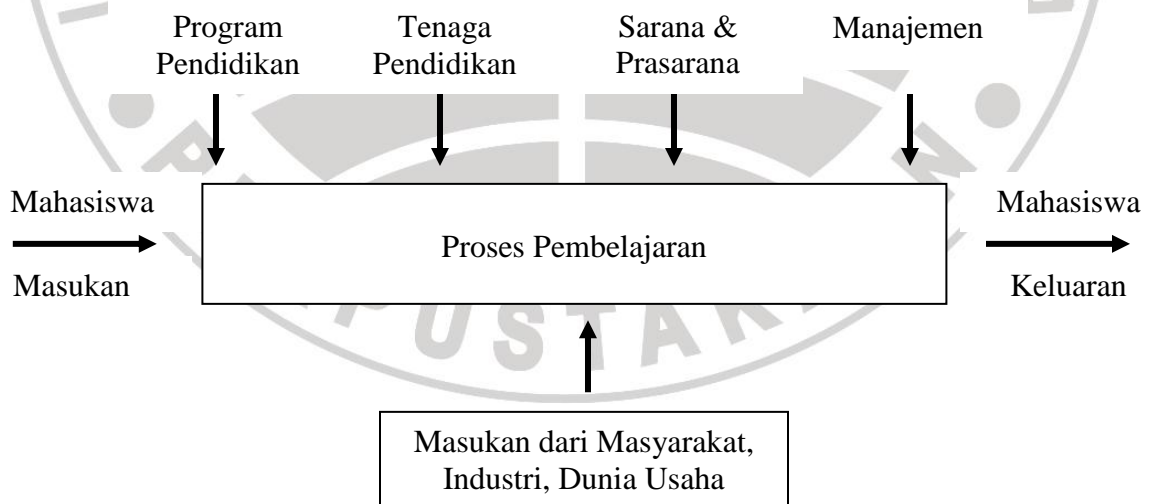 Program
Pendidikan
Tenaga
Pendidikan
Sarana &
Prasarana
Manajemen
Mahasiswa
Masukan
Proses Pembelajaran
Mahasiswa
Keluaran
Masukan dari Masyarakat,
Industri, Dunia Usaha